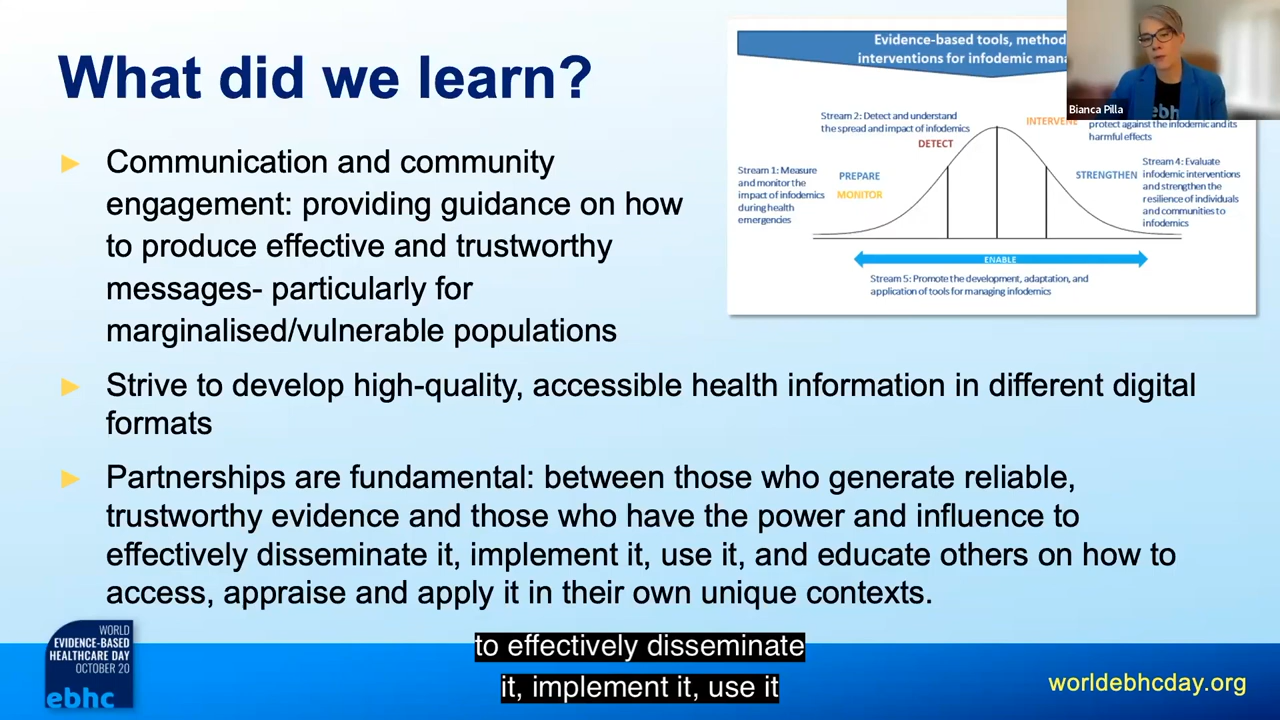 What did we learn?
Communication and community
engagement: providing guidance on how
to produce effective and trustworthy
messages- particularly for
marginalised/vulnerable populations
Strive to develop high-quality, accessible health information in different digital
formats
Partnerships are fundamental: between those who generate reliable,
trustworthy evidence and those who have the power and influence to
effectively disseminate it, implement it, use it, and educate others on how to
access, appraise and apply it in their own unique contexts.
Evidence-based tools,
interventions for infodemic
Stream 2: Detect and understand
the spread and impact of infodemics
DETECT
INTERVENE
protect against the infodemic and its
harmful effects
Stream 1: Measure
and monitor the
impact of infodemics
during health
emergencies
PREPARE
MONITOR
STRENGTHEN
Stream 4: Evaluate
infodemic interventions
and strengthen the
resilience of individuals
and communities to
infodemics
ENABLE
Stream 5: Promote the development, adaptation, and
application of tools for managing infodemics
Bianca Pilla
ebhc
WORLD
EVIDENCE-BASED
HEALTHCARE DAY
OCTOBER 20
ebhc
to effectively disseminate
it, implement it, use it
worldebhcday.org